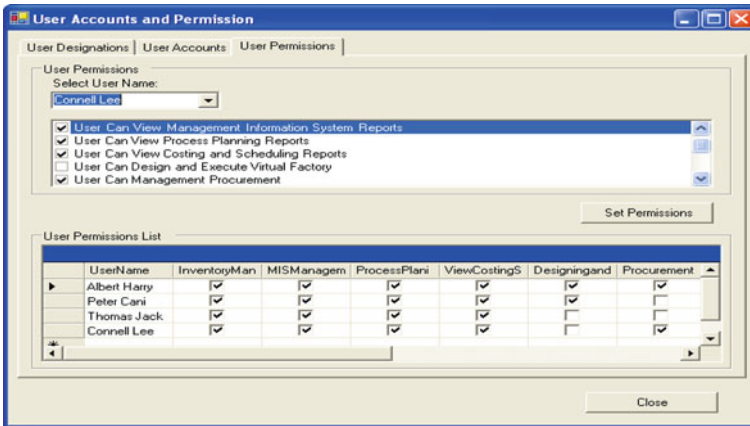 User Accounts and Permission
User Designations User Accounts User Permissions
User Permissions
Select User Name:
Connell Lee
User Can View Management Information System Reports
User Can View Process Planning Reports
User Can View Costing and Scheduling Reports
User Can Design and Execute Virtual Factory
User Can Management Procurement
Set Permissions
User Permissions List
UserName InventoryMan MISManagem ProcessPlani ViewCostingS Designingand Procurement
Albert Harry
Peter Cani
Thomas Jack
Connell Lee
Close